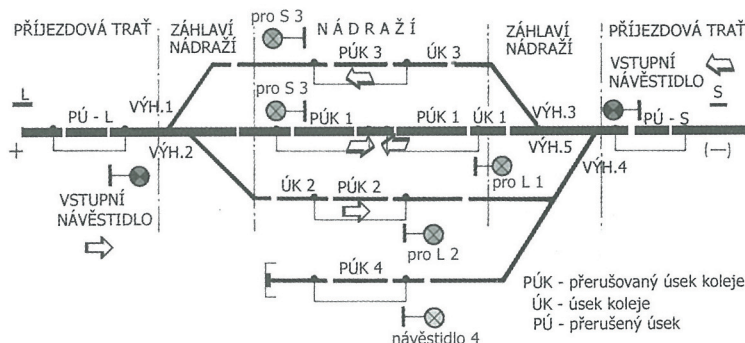 PŘÍJEZDOVÁ TRAŤ
ZÁHLAVÍ
NÁDRAŽÍ
pro S 3
N Á D R A Ž Í
PÚK 3
ÚK 3
ZÁHLAVÍ
NÁDRAŽÍ
PŘÍJEZDOVÁ TRAŤ
VSTUPNÍ
NÁVĚSTIDLO
L
PÚ - L
VÝH.1
pro S 3
PÚK 1
PÚK 1
ÚK 1
VÝH.3
PÚ - S
S
+
VÝH.2
VÝH.5
VÝH.4
(—)
VSTUPNÍ
NÁVĚSTIDLO
ÚK 2
PÚK 2
pro L 1
pro L 2
PÚK 4
návěstidlo 4
PÚK - přerušovaný úsek koleje
ÚK - úsek koleje
PÚ - přerušený úsek